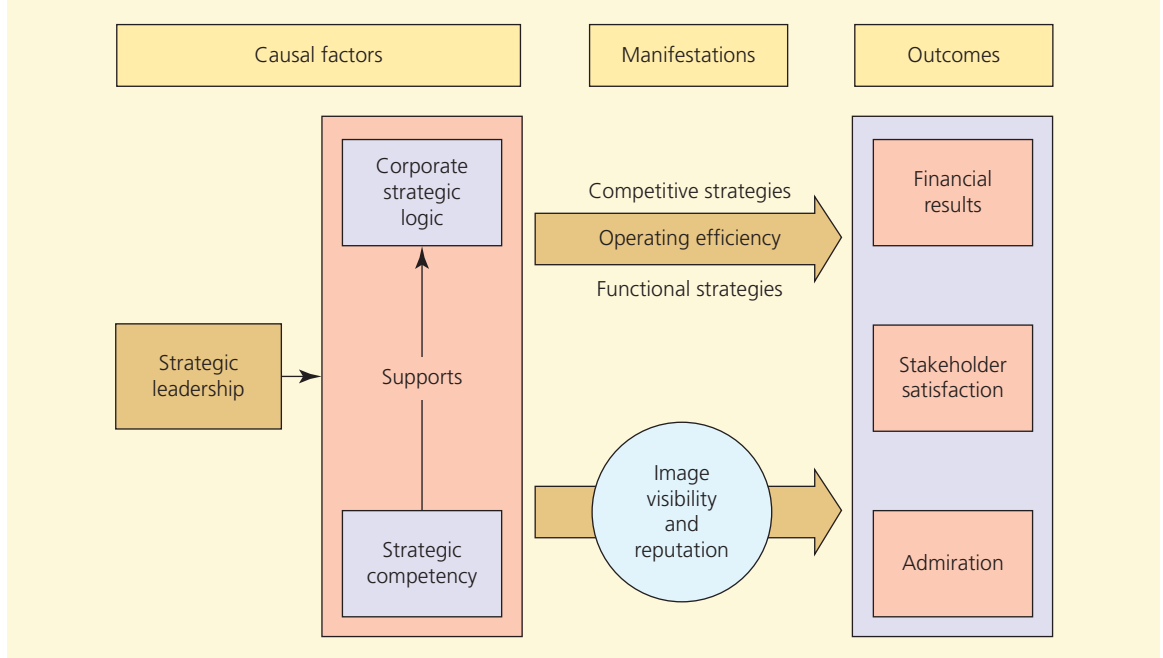 Causal factors
Manifestations
Outcomes
Corporate
strategic
logic
Supports
Strategic
competency
Strategic
leadership
Competitive strategies
Operating efficiency
Functional strategies
Image
visibility
and
reputation
Financial
results
Stakeholder
satisfaction
Admiration